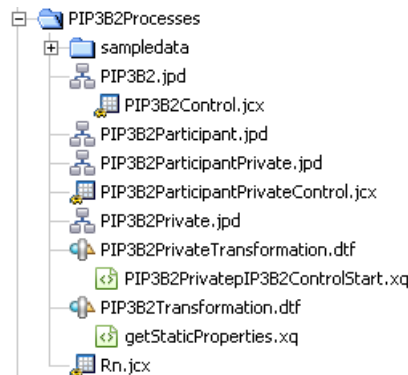 PIP3B2Processes
sampledata
PIP3B2.jpd
PIP3B2Control.jcx
PIP3B2Participant.jpd
PIP3B2ParticipantPrivate.jpd
PIP3B2ParticipantPrivateControl.jcx
PIP3B2Private.jpd
PIP3B2PrivateTransformation.dtf
PIP3B2PrivatepIP3B2ControlStart.xq
PIP3B2Transformation.dtf
getStaticProperties.xq
Rn.jcx